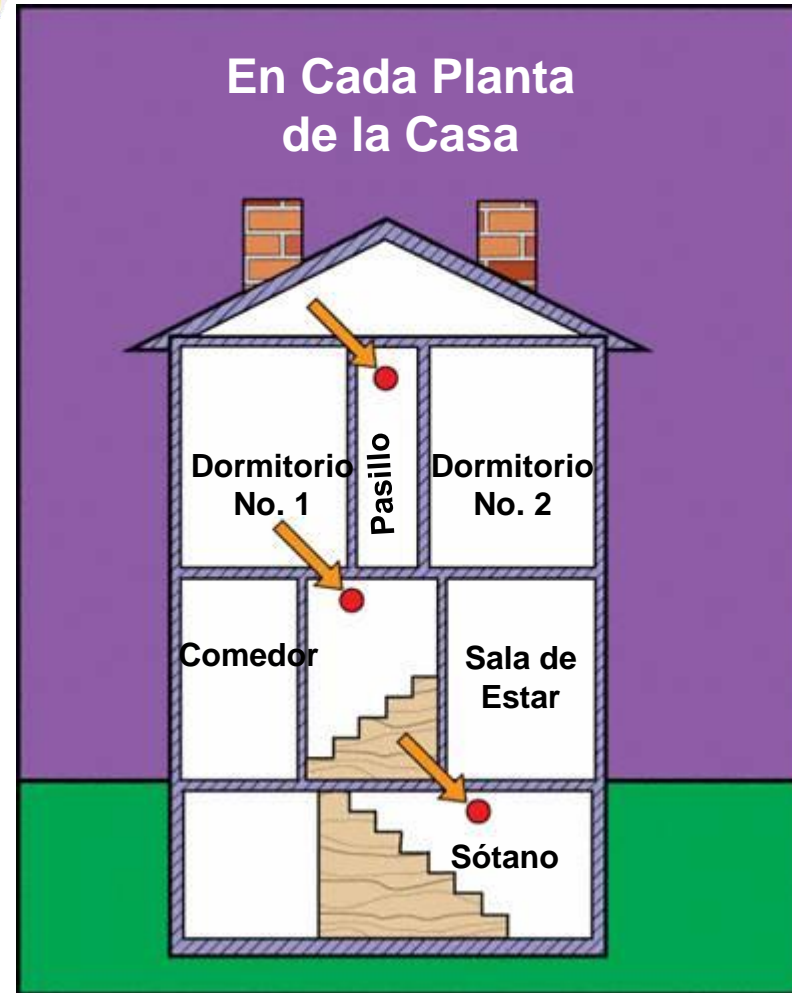 En Cada Planta
de la Casa
Dormitorio
No. 1
Pasillo
Dormitorio
No. 2
Comedor
Sala de
Estar
Sótano